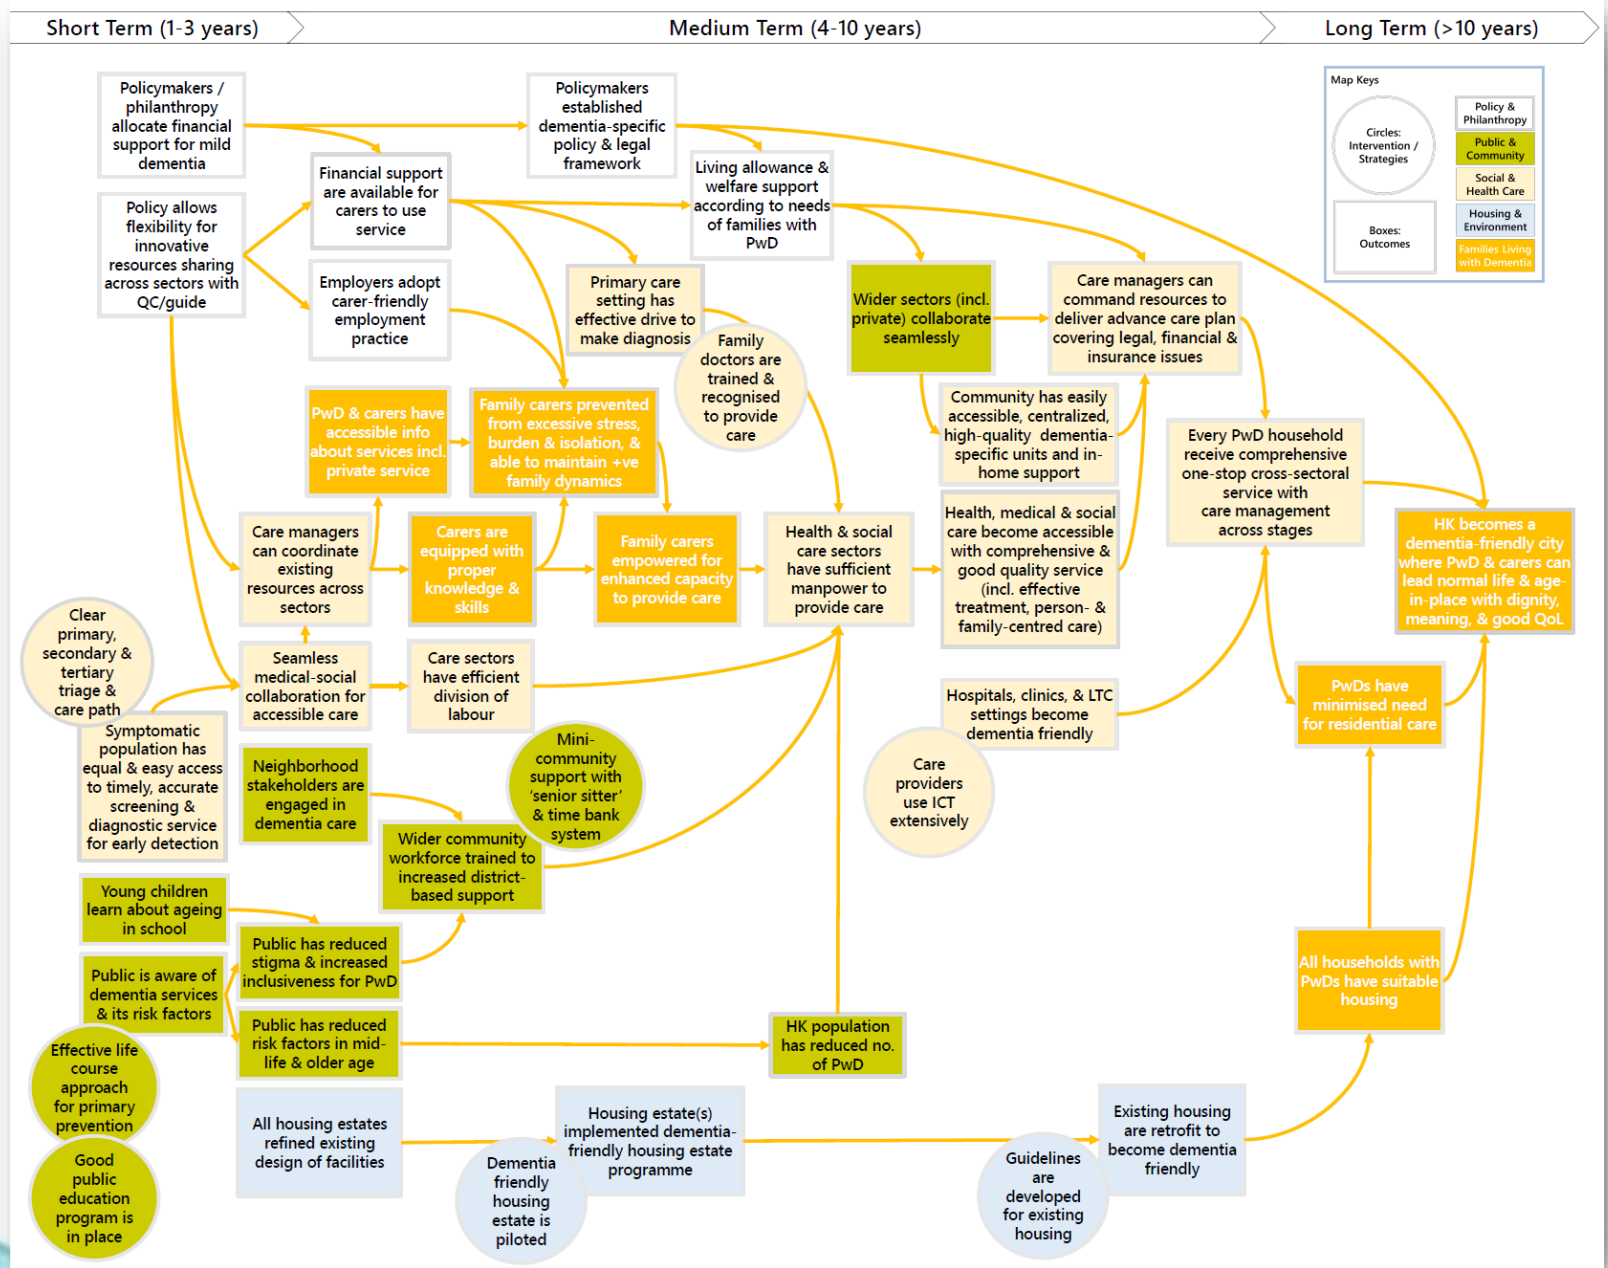 Short Term (1-3 years)
Medium Term (4-10 years)
Long Term (>10 years)
Map Keys
Circles:
Intervention /
Strategies
Boxes:
Outcomes
Policy &
Philanthropy
Public &
Community
Social &
Health Care
Housing &
Environment
Families Living
with Dementia
Policymakers /
philanthropy
allocate financial
support for mild
dementia
Policymakers
established
dementia-specific
policy & legal
framework
Financial support
are available for
carers to use
service
Living allowance &
welfare support
according to needs
of families with
PwD
Policy allows
flexibility for
innovative
resources sharing
across sectors with
QC/guide
Employers adopt
carer-friendly
employment
practice
Primary care
setting has
effective drive to
make diagnosis
Family
doctors are
trained &
recognised
to provide
care
Wider sectors (incl.
private) collaborate
seamlessly
Care managers can
command resources to
deliver advance care plan
covering legal, financial &
insurance issues
PwD & carers have
accessible info
about services incl.
private service
Family carers prevented
from excessive stress,
burden & isolation, &
able to maintain +ve
family dynamics
Community has easily
accessible, centralized,
high-quality dementia-
specific units and in-
home support
Every PwD household
receive comprehensive
one-stop cross-sectoral
service with
care management
across stages
Care managers
can coordinate
existing
resources across
sectors
Carers are
equipped with
proper
knowledge &
skills
Family carers
empowered for
enhanced capacity
to provide care
Health & social
care sectors
have sufficient
manpower to
provide care
Health, medical & social
care become accessible
with comprehensive &
good quality service
(incl. effective
treatment, person- &
family-centred care)
HK becomes a
dementia-friendly city
where PwD & carers can
lead normal life & age-
in-place with dignity,
meaning, & good QoL
Clear
primary,
secondary &
tertiary
triage &
care path
Seamless
medical-social
collaboration for
accessible care
Care sectors
have efficient
division of
labour
Hospitals, clinics, & LTC
settings become
dementia friendly
PwDs have
minimised need
for residential care
Symptomatic
population has
equal & easy access
to timely, accurate
screening &
diagnostic service
for early detection
Neighborhood
stakeholders are
engaged in
dementia care
Mini-
community
support with
‘senior sitter’
& time bank
system
Care
providers
use ICT
extensively
Wider community
workforce trained to
increased district-
based support
Young children
learn about ageing
in school
Public has reduced
stigma & increased
inclusiveness for PwD
Public is aware of
dementia services
& its risk factors
All households with
PwDs have suitable
housing
Public has reduced
risk factors in mid-
life & older age
HK population
has reduced no.
of PwD
Effective life
course
approach
for primary
prevention
All housing estates
refined existing
design of facilities
Housing estate(s)
implemented dementia-
friendly housing estate
programme
Existing housing
are retrofit to
become dementia
friendly
Good
public
education
program is
in place
Dementia
friendly
housing
estate is
piloted
Guidelines
are
developed
for existing
housing